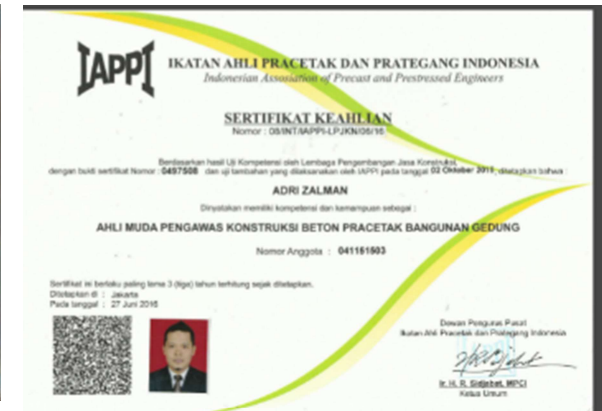 IAPPI
IKATAN AHLI PRACETAK DAN PRATEGANG INDONESIA
Indonesian Assosiation of Precast and Prestressed Engineers
SERTIFIKAT KEAHLIAN
Nomor : 08/INT/IAPPI-LPJKN/06/16
Berdasarkan hasil Uji Kompetensi oleh Lembaga Pengembangan Jasa Konstruksi,
dengan bukti sertifikat Nomor : 0497508 dan uji tambahan yang dilaksanakan oleh IAPPI pada tanggal 03 Oktober 2015, ditetapkan bahwa :
ADRI ZALMAN
Dinyatakan memiliki kompetensi dan kemampuan sebagai :
AHLI MUDA PENGAWAS KONSTRUKSI BETON PRACETAK BANGUNAN GEDUNG
Nomor Anggota : 041151503
Sertifikat ini berlaku paling lama 3 (tiga) tahun terhitung sejak ditetapkan.
Ditetapkan di : Jakarta
Pada tanggal : 27 Juni 2016
Dewan Pengurus Pusat
Ikatan Ahli Pracetak dan Prategang Indonesia
Ir. H. R. Sidjabat, MPCI
Ketua Umum